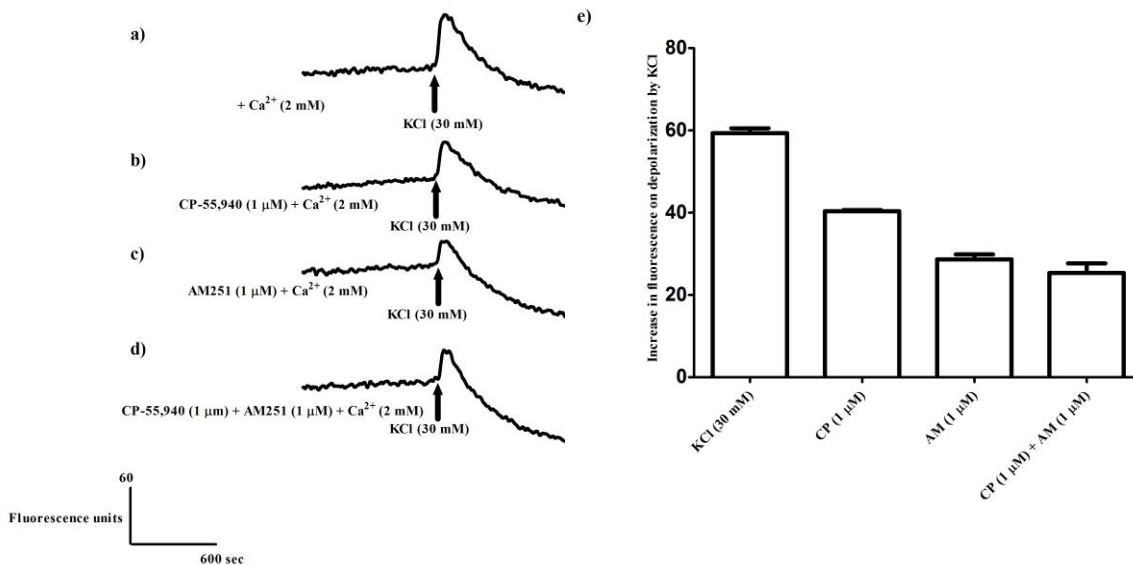 a)
+ Ca²⁺ (2 mM)
KCl (30 mM)
b)
CP-55,940 (1 μM) + Ca²⁺ (2 mM)
KCl (30 mM)
c)
AM251 (1 μM) + Ca²⁺ (2 mM)
KCl (30 mM)
d)
CP-55,940 (1 μm) + AM251 (1 μM) + Ca²⁺ (2 mM)
KCl (30 mM)
60
Fluorescence units
600 sec
e)
Increase in fluorescence on depolarization by KCl
80
60
40
20
0
KCl (30 mM)
CP (1 μM)
AM (1 μM)
CP (1 μM) + AM (1 μM)